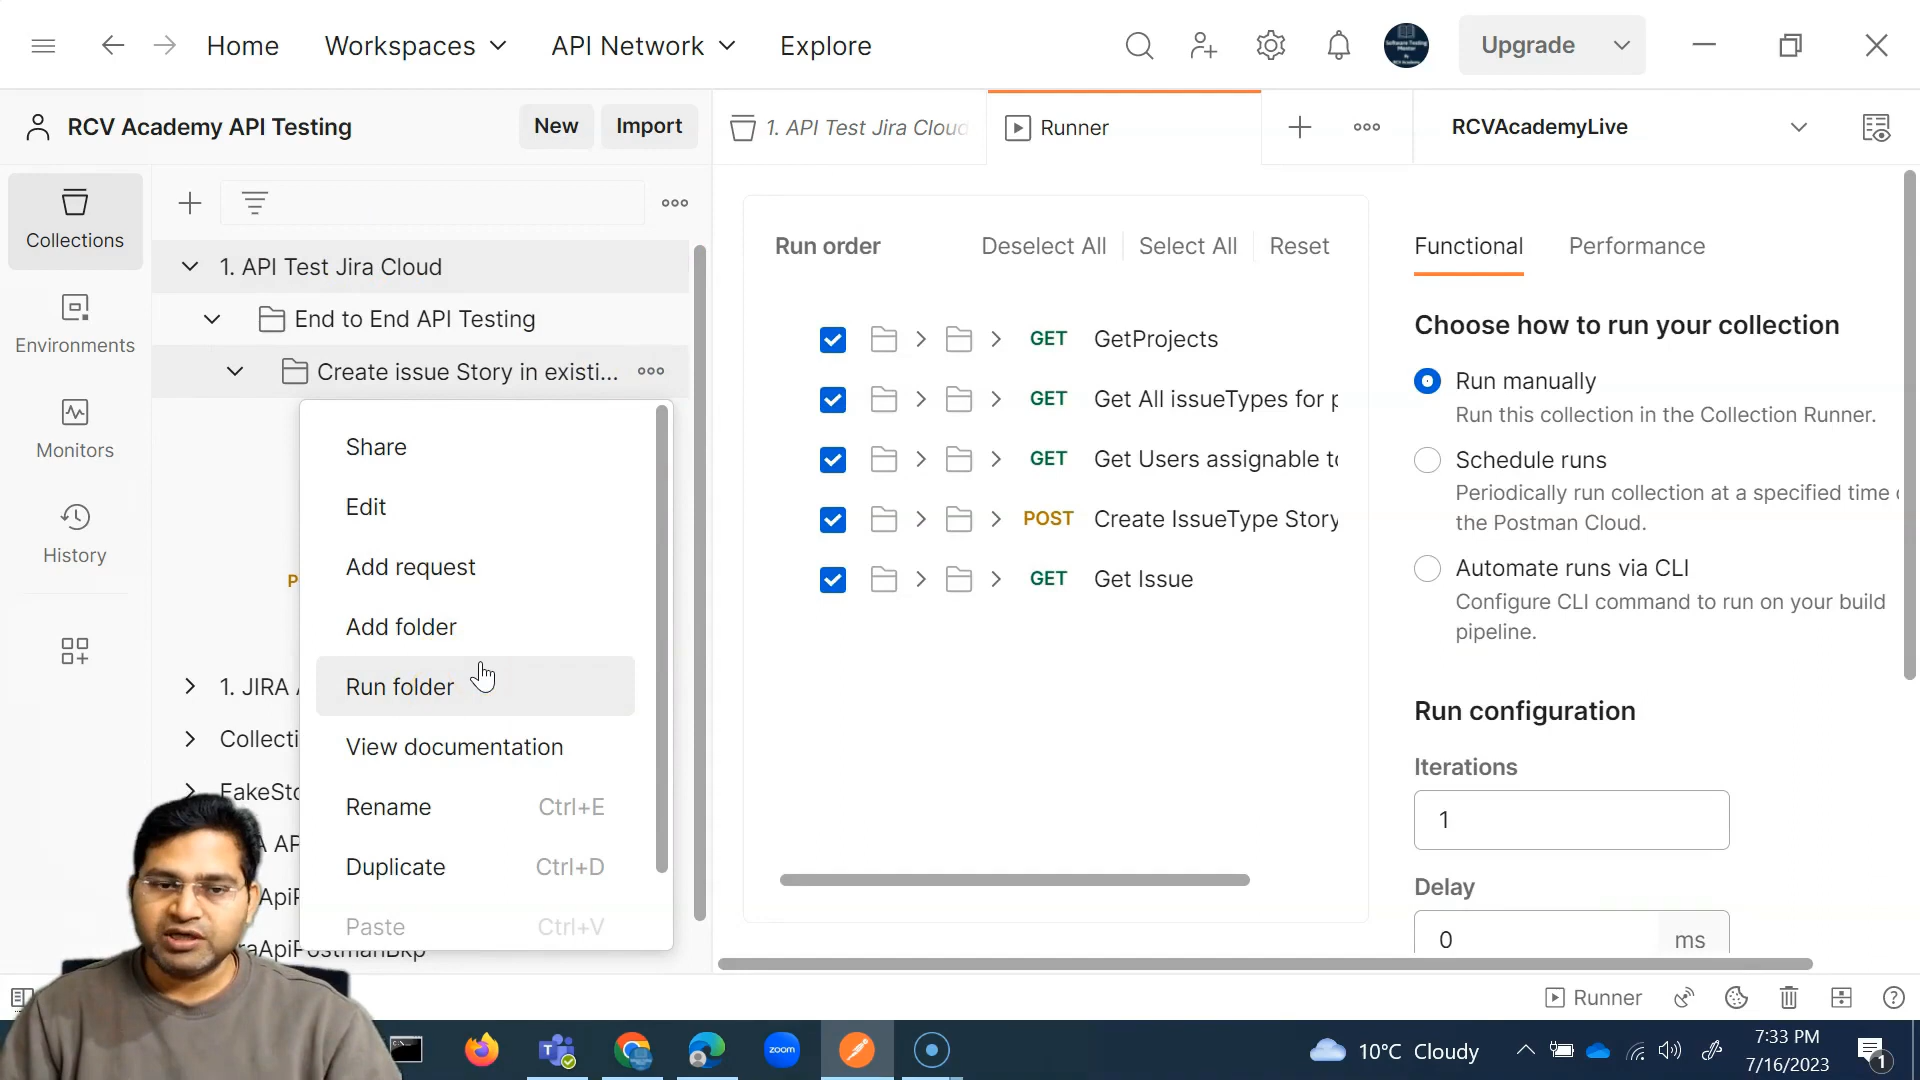 Home
Workspaces
API Network
Explore
Upgrade
RCV Academy API Testing
New
Import
1. API Test Jira Cloud
Runner
RCVAcademyLive
Collections
Environments
Monitors
History
1. API Test Jira Cloud
End to End API Testing
Create issue Story in existi...
P
1. JIRA
Collecti
FakeSto
AP
ApiP
raApiPostmanBkp
Share
Edit
Add request
Add folder
Run folder
View documentation
Rename Ctrl+E
Duplicate Ctrl+D
Paste Ctrl+V
Run order
Deselect All
Select All
Reset
GET GetProjects
GET Get All issueTypes for p
GET Get Users assignable to
POST Create IssueType Story
GET Get Issue
Functional
Performance
Choose how to run your collection
Run manually
Run this collection in the Collection Runner.
Schedule runs
Periodically run collection at a specified time
the Postman Cloud.
Automate runs via CLI
Configure CLI command to run on your build
pipeline.
Run configuration
Iterations
1
Delay
0 ms
Runner
zoom
10°C Cloudy
7:33 PM
7/16/2023
1